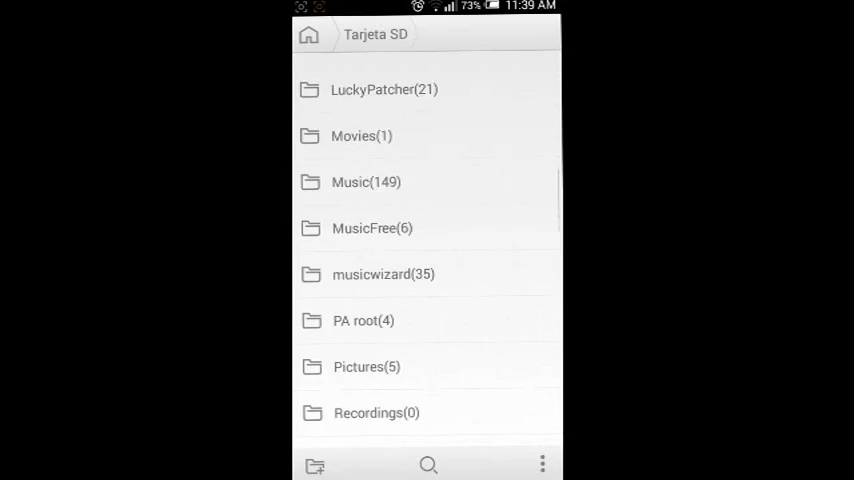 73% 11:39 AM
Tarjeta SD
LuckyPatcher(21)
Movies(1)
Music(149)
MusicFree(6)
musicwizard(35)
PA root(4)
Pictures(5)
Recordings(0)